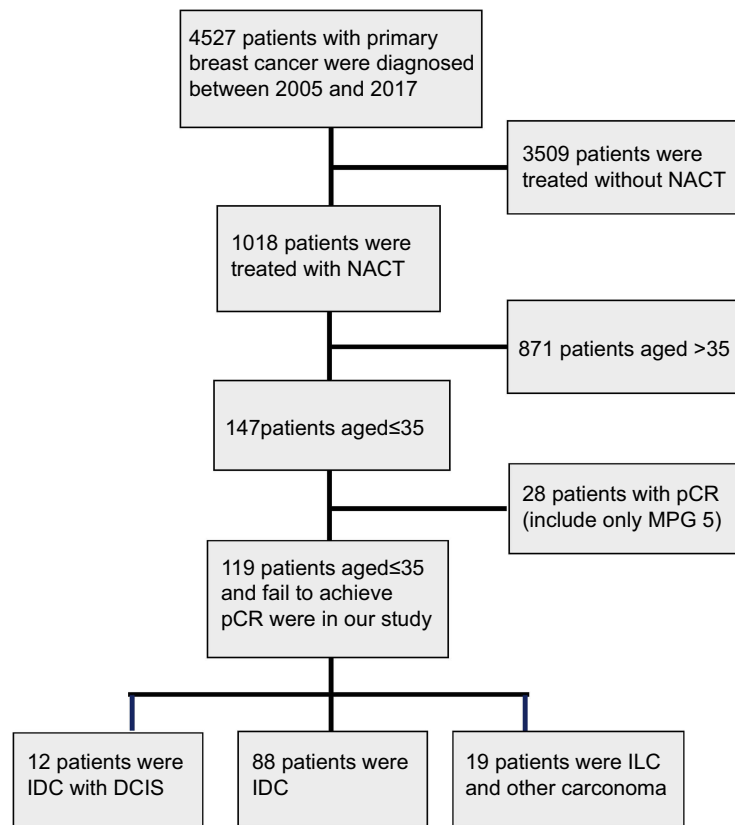 4527 patients with primary
breast cancer were diagnosed
between 2005 and 2017
3509 patients were
treated without NACT
1018 patients were
treated with NACT
871 patients aged >35
147patients aged≤35
28 patients with pCR
(include only MPG 5)
119 patients aged≤35
and fail to achieve
pCR were in our study
12 patients were
IDC with DCIS
88 patients were
IDC
19 patients were ILC
and other carconoma